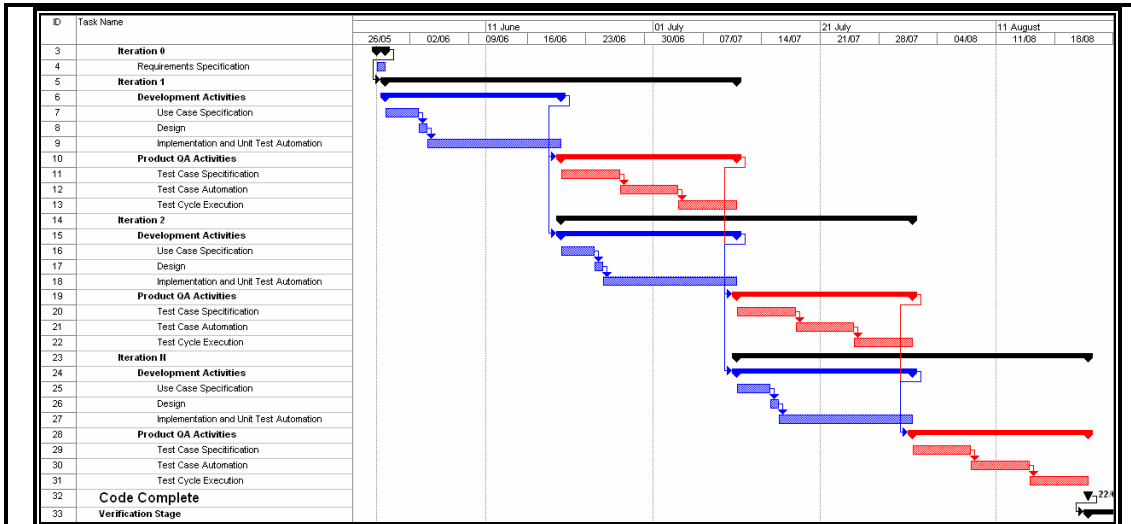 ID Task Name
11 June 01 July 21 July 11 August
26/05 02/06 09/06 16/06 23/06 30/06 07/07 14/07 21/07 28/07 04/08 11/08 18/08
3 Iteration 0
4 Requirements Specification
5 Iteration 1
6 Development Activities
7 Use Case Specification
8 Design
9 Implementation and Unit Test Automation
10 Product QA Activities
11 Test Case Specitification
12 Test Case Automation
13 Test Cycle Execution
14 Iteration 2
15 Development Activities
16 Use Case Specification
17 Design
18 Implementation and Unit Test Automation
19 Product QA Activities
20 Test Case Specitification
21 Test Case Automation
22 Test Cycle Execution
23 Iteration N
24 Development Activities
25 Use Case Specification
26 Design
27 Implementation and Unit Test Automation
28 Product QA Activities
29 Test Case Specitification
30 Test Case Automation
31 Test Cycle Execution
32 Code Complete 22/
33 Verification Stage